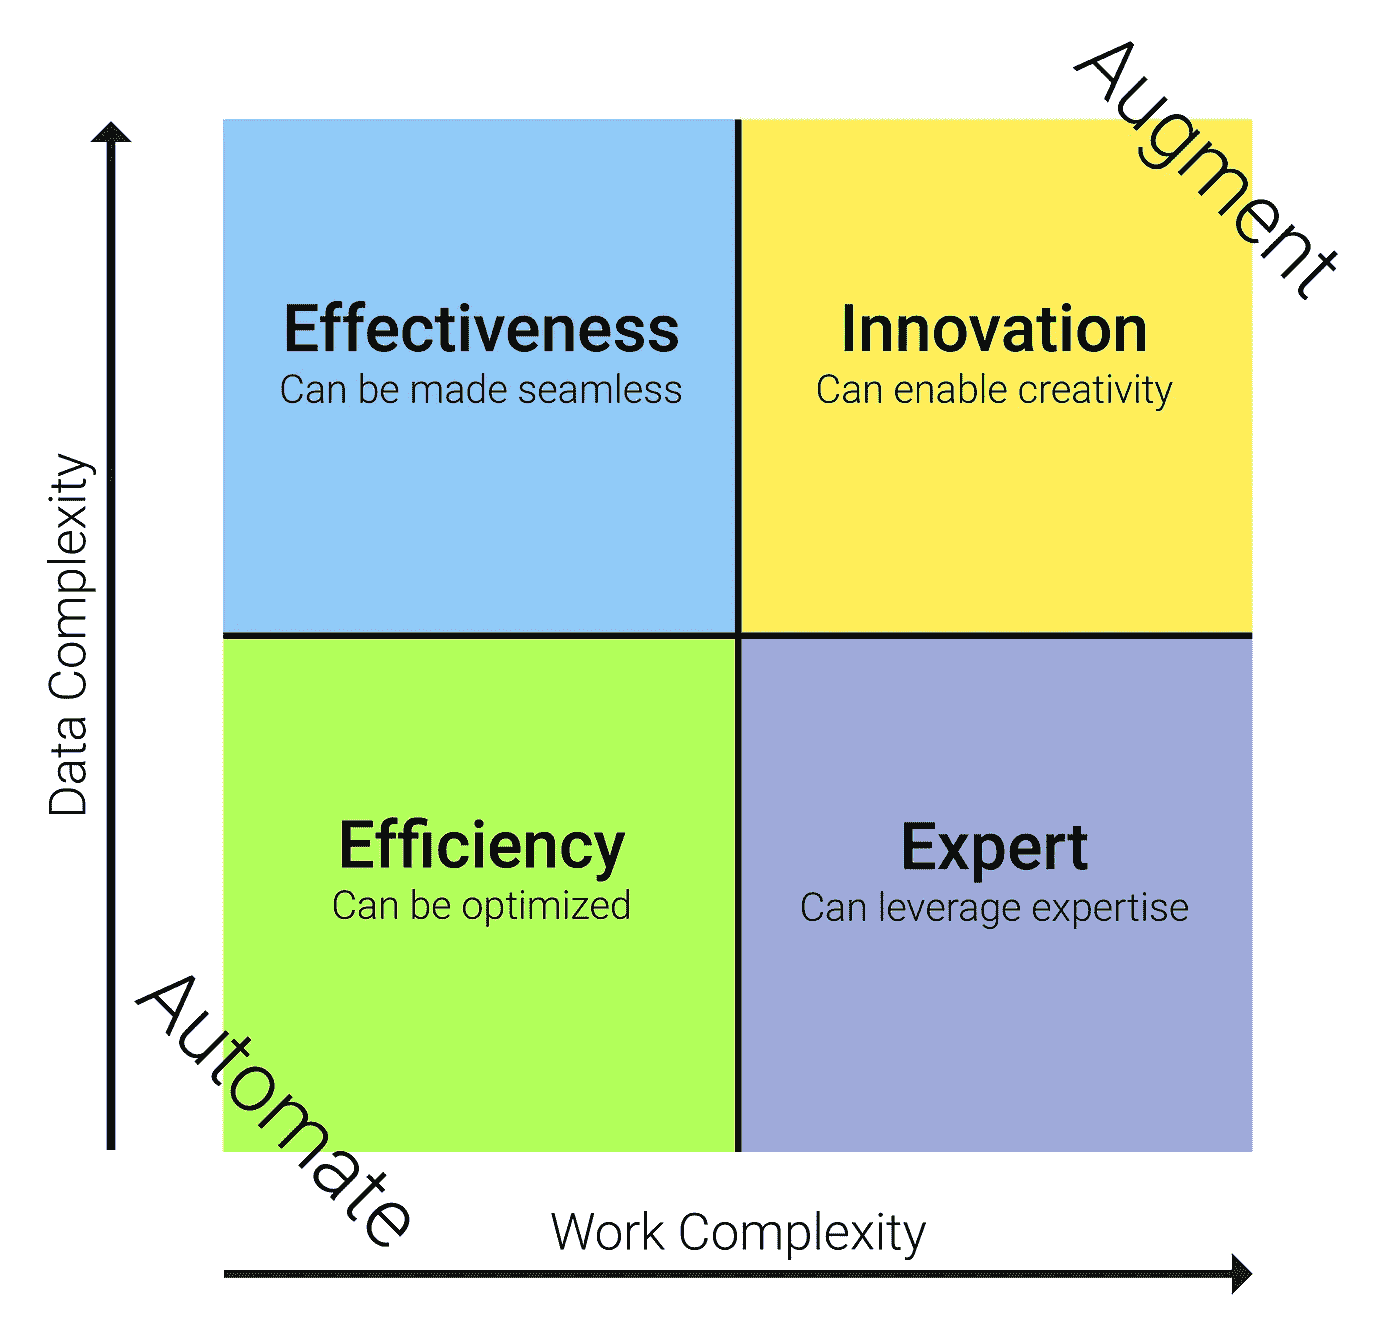 Augment
Effectiveness
Can be made seamless
Innovation
Can enable creativity
Data Complexity
Efficiency
Can be optimized
Expert
Can leverage expertise
Automate
Work Complexity